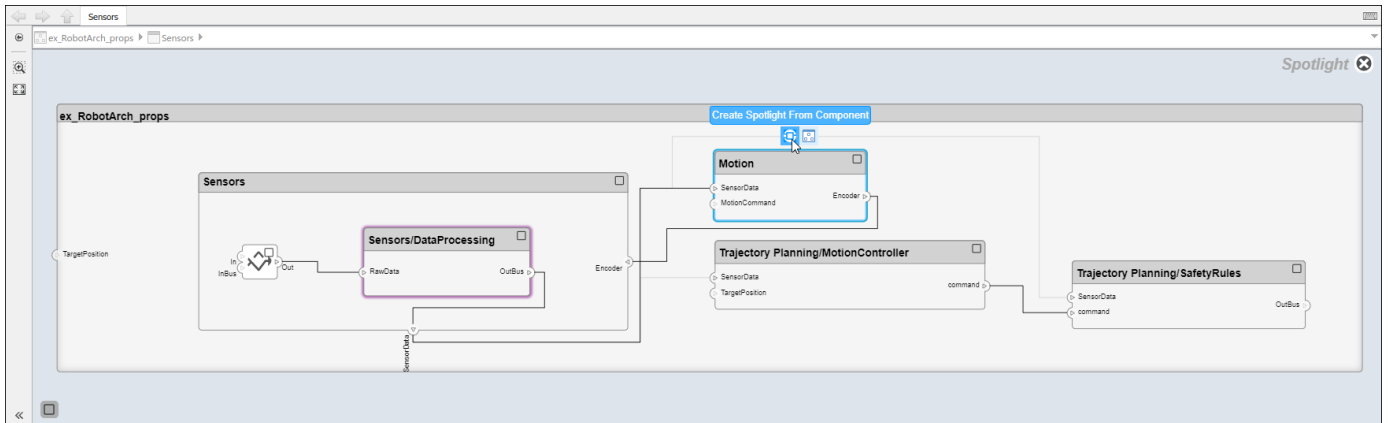 Sensors
ex_RobotArch_props
Sensors
Spotlight
ex_RobotArch_props
Create Spotlight From Component
Motion
SensorData
MotionCommand
Encoder
Sensors
Sensors/DataProcessing
RawData
OutBus
In
InBus
Out
Encoder
SensorData
TargetPosition
Trajectory Planning/MotionController
SensorData
TargetPosition
command
Trajectory Planning/SafetyRules
SensorData
command
OutBus